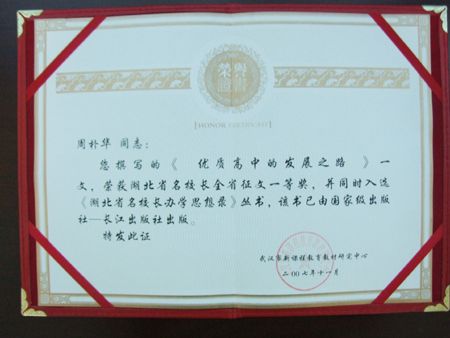 荣誉证书
HONOR CERTIFICATE
周朴华 同志：
您撰写的《 优质高中的发展之路 》一
文，荣获湖北省名校长全省征文一等奖，并同时入选
《湖北省名校长办学思想录》丛书，该书已由国家级出版
社—长江出版社出版。
特发此证
武汉市新课程教育教材研究中心
二00七年十一月